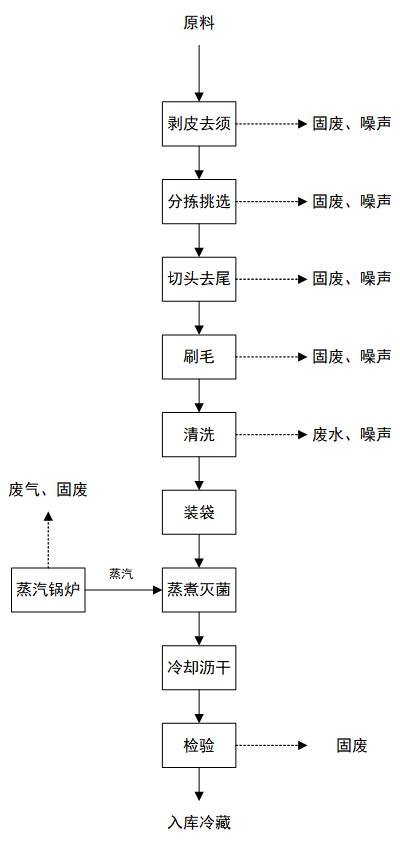 原料
剥皮去须
固废、噪声
分拣挑选
固废、噪声
切头去尾
固废、噪声
刷毛
固废、噪声
清洗
废水、噪声
废气、固废
装袋
蒸汽锅炉
蒸汽
蒸煮灭菌
冷却沥干
检验
固废
入库冷藏